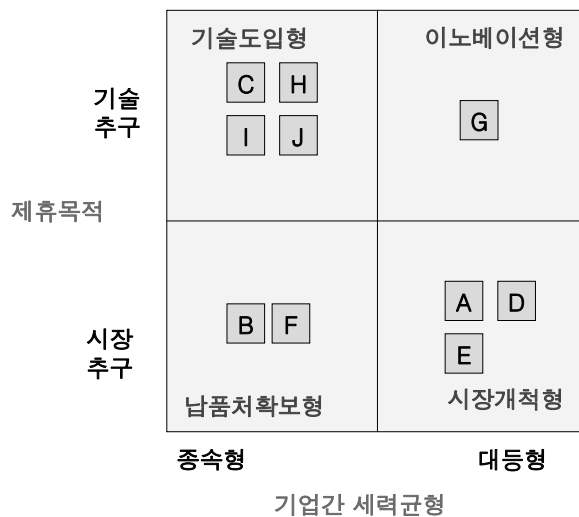 기술도입형
이노베이션형
C H
I J
G
기술
추구
제휴목적
A D
E
B F
시장
추구
납품처확보형
시장개척형
종속형
대등형
기업간 세력균형